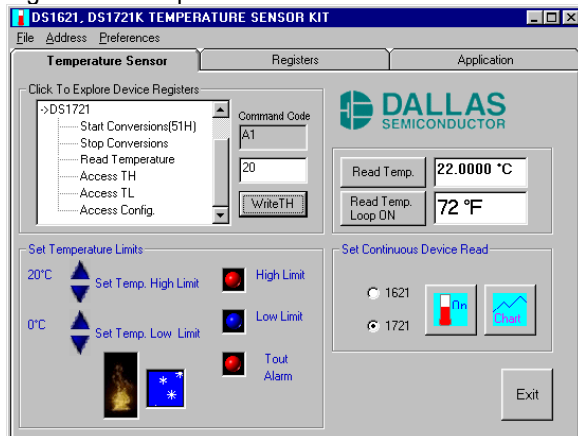 DS1621, DS1721K TEMPERATURE SENSOR KIT
File Address Preferences
Temperature Sensor Registers Application
Click To Explore Device Registers
->DS1721
Start Conversions(51H)
Stop Conversions
Read Temperature
Access TH
Access TL
Access Config.
Command Code
A1
20
WriteTH
DALLAS
SEMICONDUCTOR
Read Temp. 22.0000 °C
Read Temp.
Loop ON
72 °F
Set Temperature Limits
20°C Set Temp. High Limit High Limit
0°C Set Temp. Low Limit Low Limit
Tout
Alarm
Set Continuous Device Read
1621
1721
On
Chart
Exit